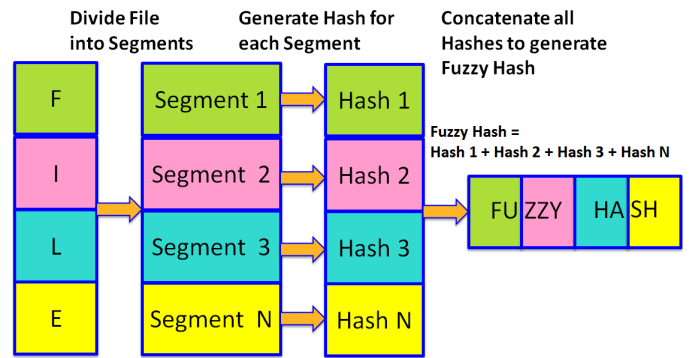 Divide File
into Segments
Generate Hash for
each Segment
Concatenate all
Hashes to generate
Fuzzy Hash
F
I
L
E
Segment 1
Segment 2
Segment 3
Segment N
Hash 1
Hash 2
Hash 3
Hash N
Fuzzy Hash =
Hash 1 + Hash 2 + Hash 3 + Hash N
FU ZZY HA SH